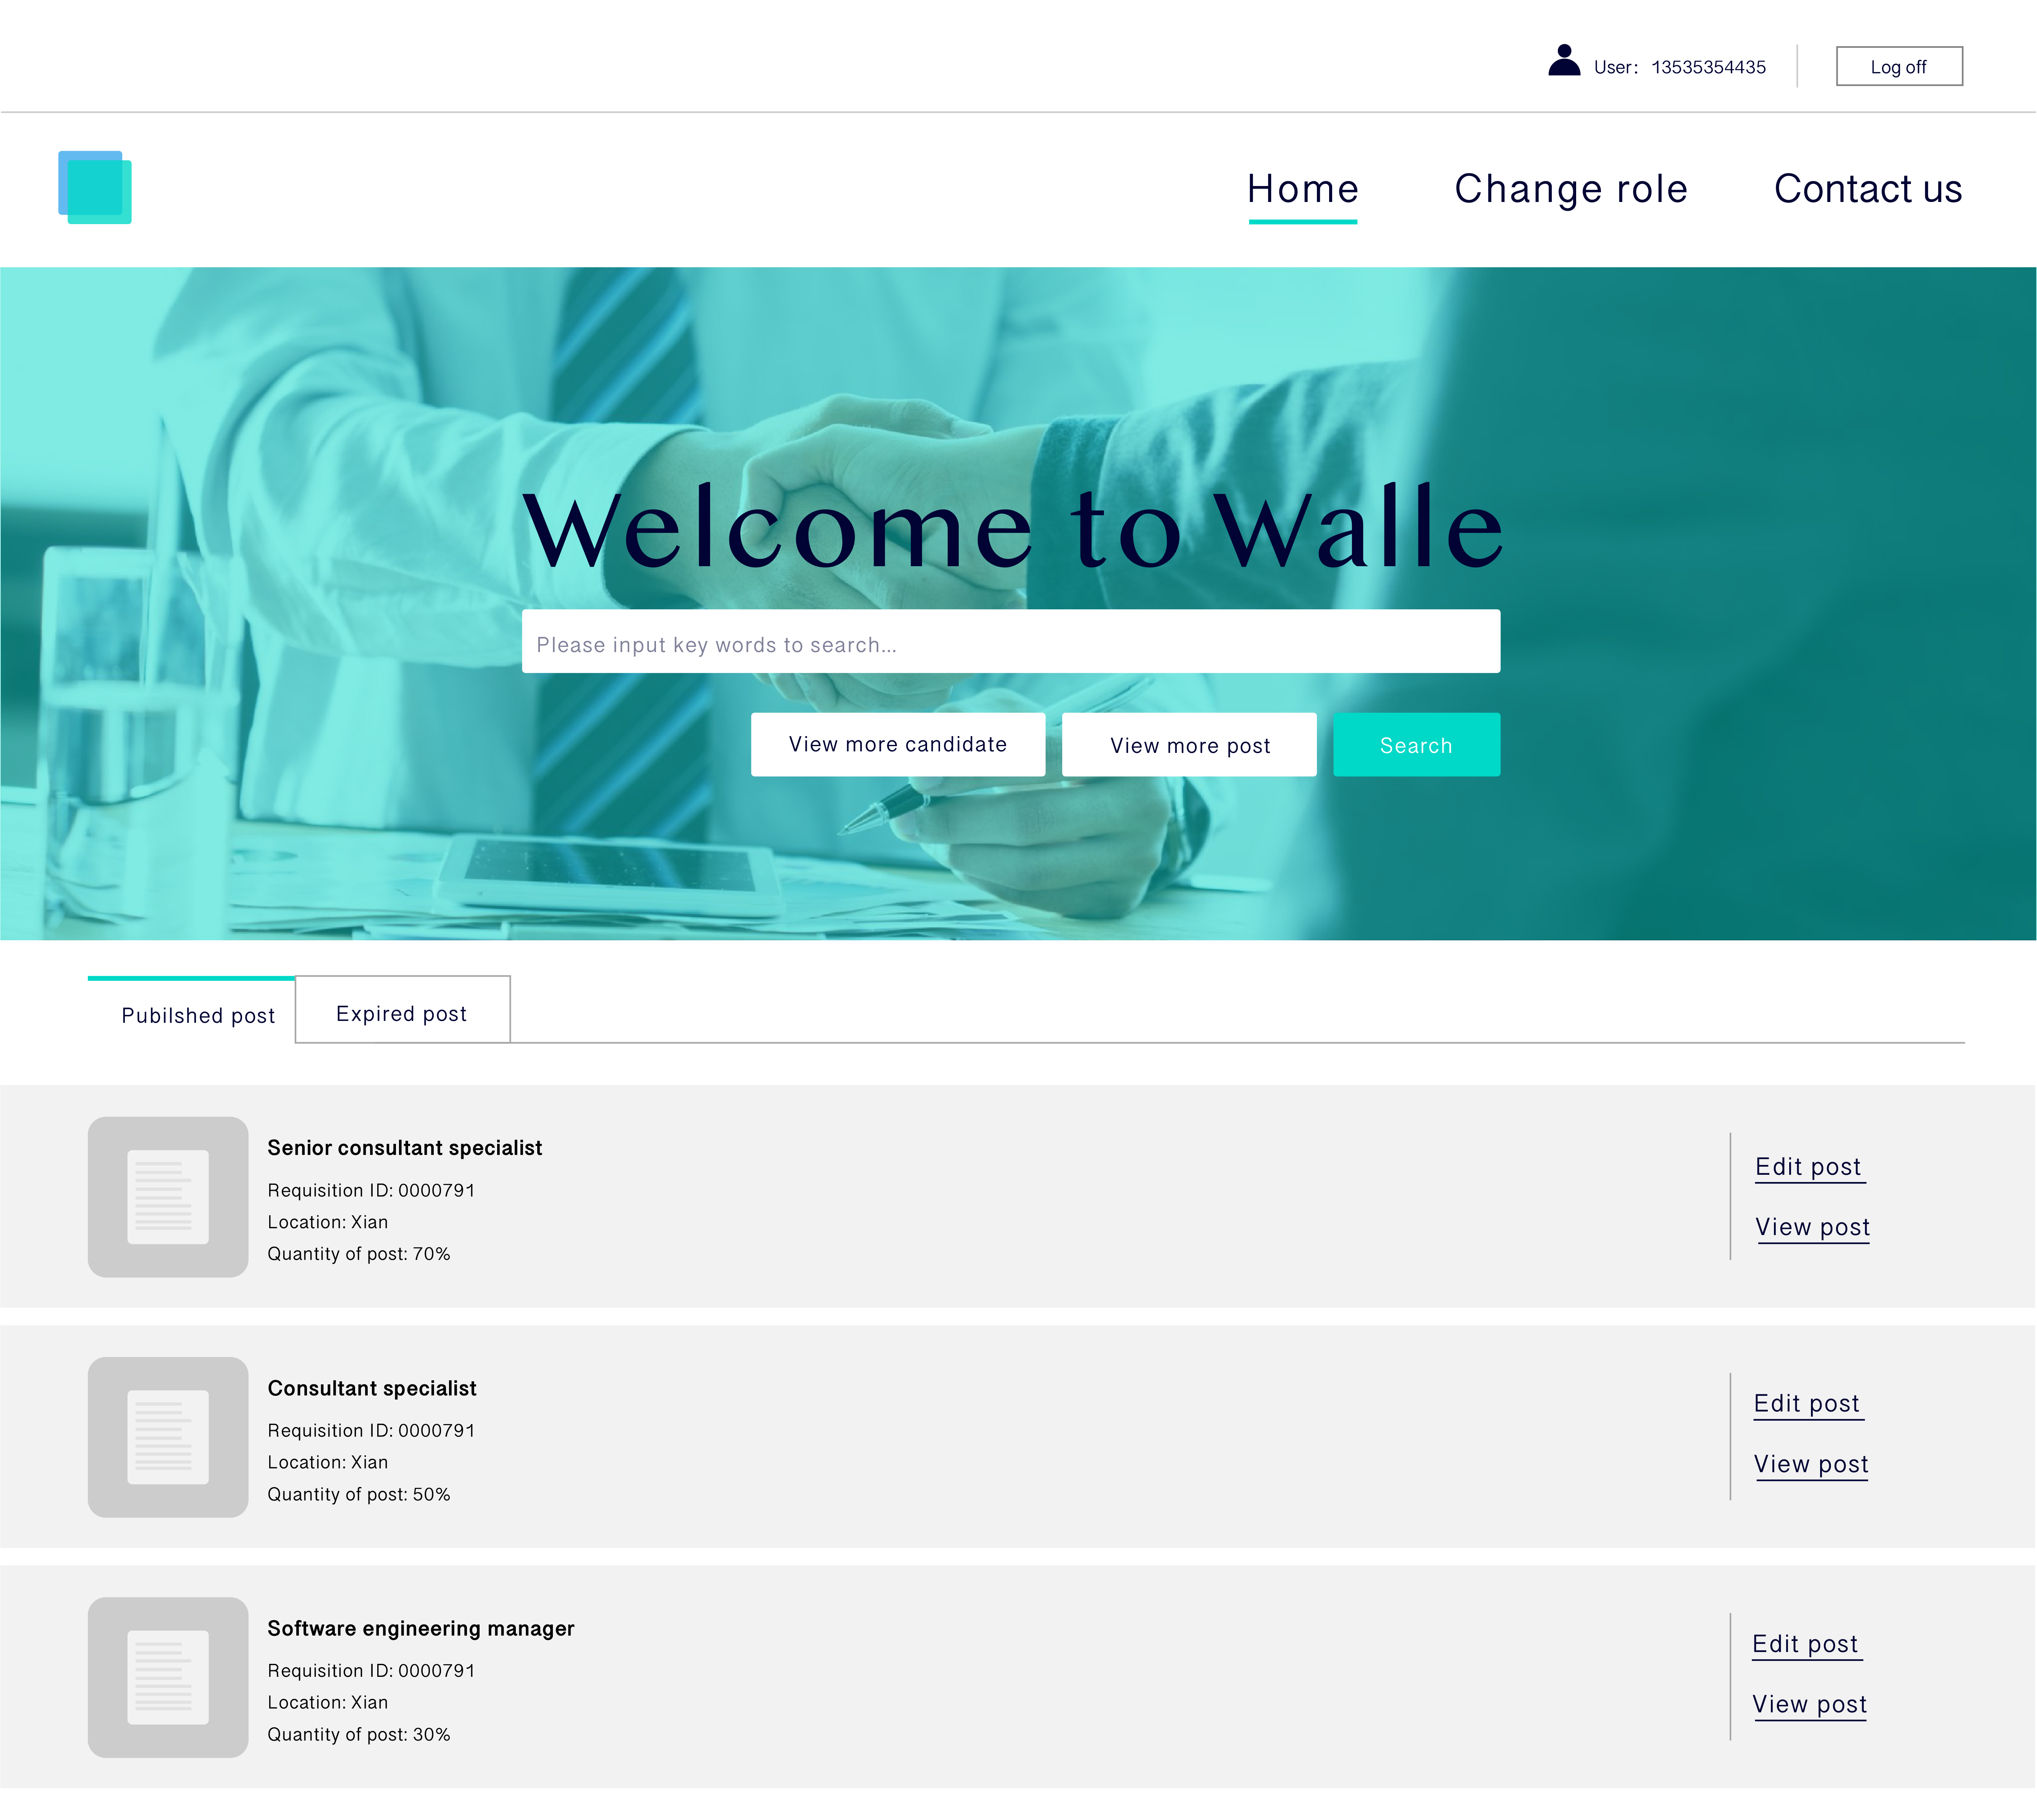 User: 13535354435
Log off
Home
Change role
Contact us
Welcome to Walle
Please input key words to search...
View more candidate
View more post
Search
Pubilshed post
Expired post
Senior consultant specialist
Requisition ID: 0000791
Location: Xian
Quantity of post: 70%
Edit post
View post
Consultant specialist
Requisition ID: 0000791
Location: Xian
Quantity of post: 50%
Edit post
View post
Software engineering manager
Requisition ID: 0000791
Location: Xian
Quantity of post: 30%
Edit post
View post